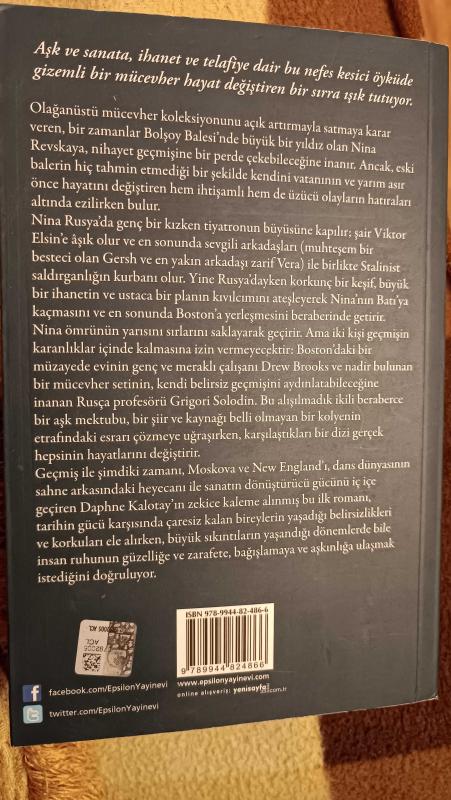 Aşk ve sanata, ihanet ve telafiye dair bu nefes kesici öyküde
gizemli bir mücevher hayat değiştiren bir sırra ışık tutuyor.
Olağanüstü mücevher koleksiyonunu açık artırmayla satmaya karar
veren, bir zamanlar Bolşoy Balesi'nde büyük bir yıldız olan Nina
Revskaya, nihayet geçmişine bir perde çekebileceğine inanır. Ancak, eski
balerin hiç tahmin etmediği bir şekilde kendini vatanının ve yarım asır
önce hayatını değiştiren hem ihtişamlı hem de üzücü olayların hatıraları
altında ezilirken bulur.
Nina Rusya'da genç bir kızken tiyatronun büyüsüne kapılır; şair Viktor
Elsin'e âşık olur ve en sonunda sevgili arkadaşları (muhteşem bir
besteci olan Gersh ve en yakın arkadaşı zarif Vera) ile birlikte Stalinist
saldırganlığın kurbanı olur. Yine Rusya'dayken korkunç bir keşif, büyük
bir ihanetin ve ustaca bir planın kıvılcımını ateşleyerek Nina'nın Batı'ya
kaçmasını ve en sonunda Boston'a yerleşmesini beraberinde getirir.
Nina ömrünün yarısını sırlarını saklayarak geçirir. Ama iki kişi geçmişin
karanlıklar içinde kalmasına izin vermeyecektir: Boston'daki bir
müzayede evinin genç ve meraklı çalışanı Drew Brooks ve nadir bulunan
bir mücevher setinin, kendi belirsiz geçmişini aydınlatabileceğine
inanan Rusça profesörü Grigori Solodin. Bu alışılmadık ikili beraberce
bir aşk mektubu, bir şiir ve kaynağı belli olmayan bir kolyenin
etrafındaki esrarı çözmeye uğraşırken, karşılaştıkları bir dizi gerçek
hepsinin hayatlarını değiştirir.
Geçmiş ile şimdiki zamanı, Moskova ve New England'ı, dans dünyasının
sahne arkasındaki heyecanı ile sanatın dönüştürücü gücünü iç içe
geçiren Daphne Kalotay'ın zekice kaleme alınmış bu ilk romanı,
tarihin gücü karşısında çaresiz kalan bireylerin yaşadığı belirsizlikleri
ve korkuları ele alırken, büyük sıkıntıların yaşandığı dönemlerde bile
insan ruhunun güzelliğe ve zarafete, bağışlamaya ve aşkınlığa ulaşmak
istediğini doğruluyor.
ISBN 978-9944-82-486-6
9 789944 824866
www.epsilonyayinevi.com
online alışveriş: yenisayfa.com.tr
facebook.com/EpsilonYayinevi
twitter.com/EpsilonYayinevi